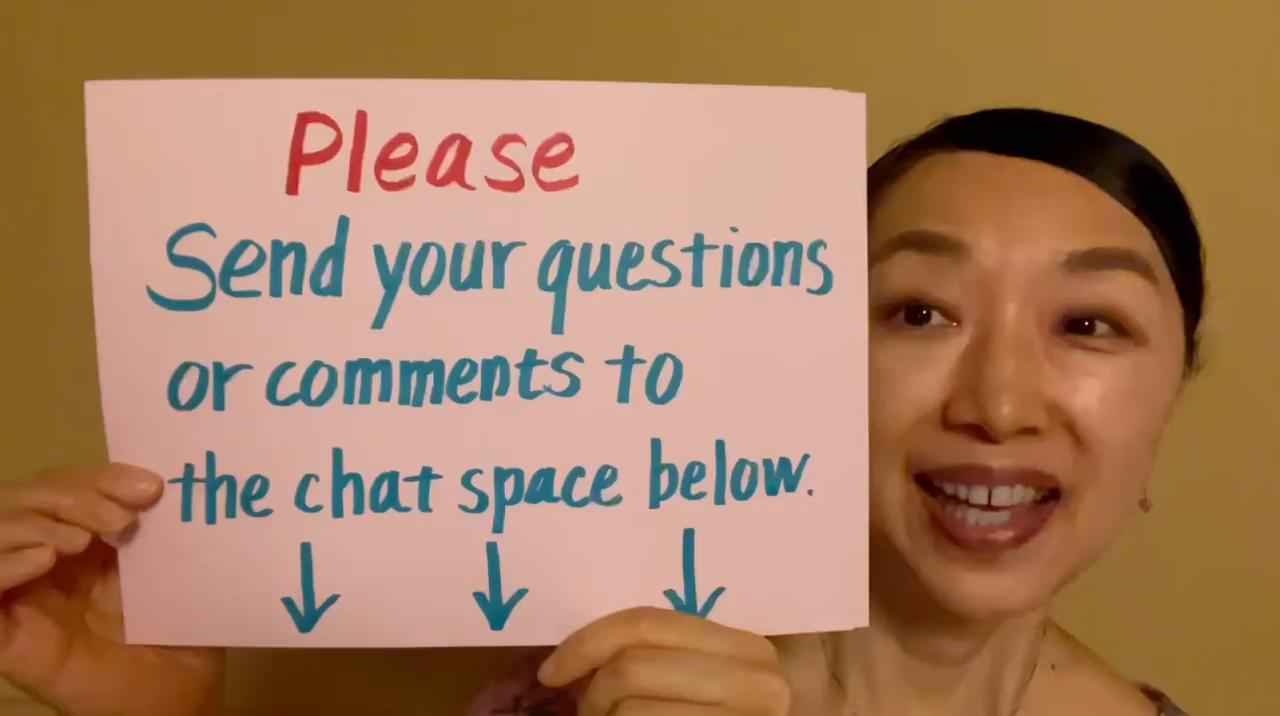 Please
Send your questions
or comments to
the chat space below.